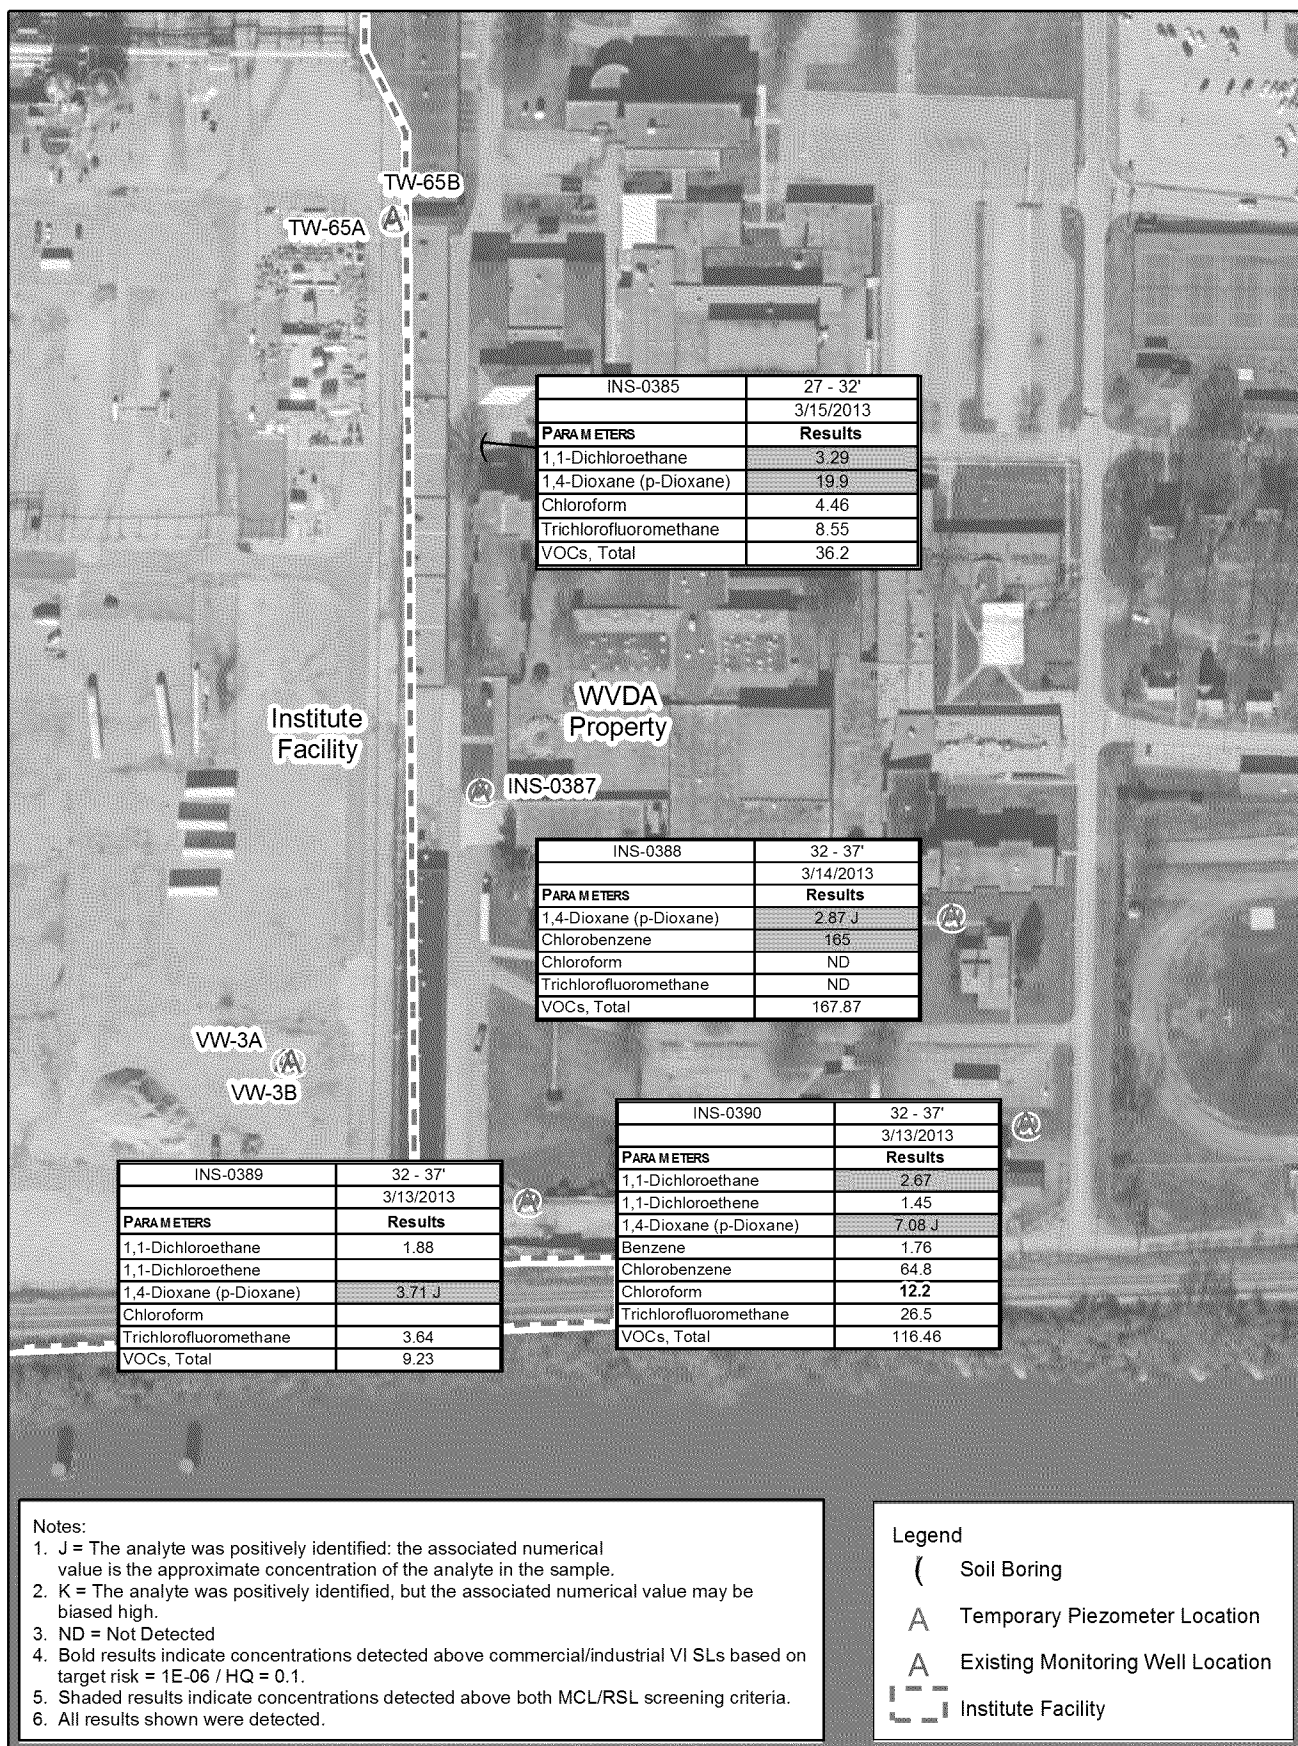 TW-65B
TW-65A A
INS-0385 27 - 32'
3/15/2013
PARAMETERS Results
1,1-Dichloroethane 3.29
1,4-Dioxane (p-Dioxane) 19.9
Chloroform 4.46
Trichlorofluoromethane 8.55
VOCs, Total 36.2
(
Institute
Facility
WVDA
Property
A INS-0387
INS-0388 32 - 37'
3/14/2013
PARAMETERS Results
1,4-Dioxane (p-Dioxane) 2.87 J
Chlorobenzene 165
Chloroform ND
Trichlorofluoromethane ND
VOCs, Total 167.87
A
VW-3A
A
VW-3B
INS-0390 32 - 37'
3/13/2013
PARAMETERS Results
1,1-Dichloroethane 2.67
1,1-Dichloroethene 1.45
1,4-Dioxane (p-Dioxane) 7.08 J
Benzene 1.76
Chlorobenzene 64.8
Chloroform 12.2
Trichlorofluoromethane 26.5
VOCs, Total 116.46
A
INS-0389 32 - 37'
3/13/2013
PARAMETERS Results
1,1-Dichloroethane 1.88
1,1-Dichloroethene
1,4-Dioxane (p-Dioxane) 3.71 J
Chloroform
Trichlorofluoromethane 3.64
VOCs, Total 9.23
A
Notes:
1. J = The analyte was positively identified: the associated numerical
value is the approximate concentration of the analyte in the sample.
2. K = The analyte was positively identified, but the associated numerical value may be
biased high.
3. ND = Not Detected
4. Bold results indicate concentrations detected above commercial/industrial VI SLs based on
target risk = 1E-06 / HQ = 0.1.
5. Shaded results indicate concentrations detected above both MCL/RSL screening criteria.
6. All results shown were detected.
Legend
( Soil Boring
A Temporary Piezometer Location
A Existing Monitoring Well Location
Institute Facility